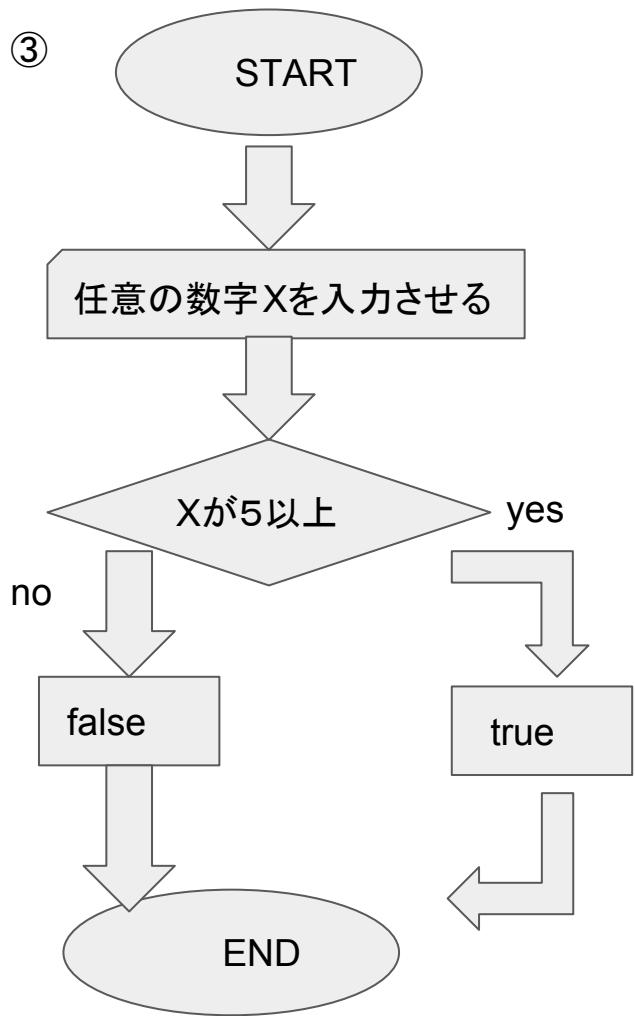 ③
START
任意の数字Xを入力させる
Xが５以上
yes
no
false
true
END